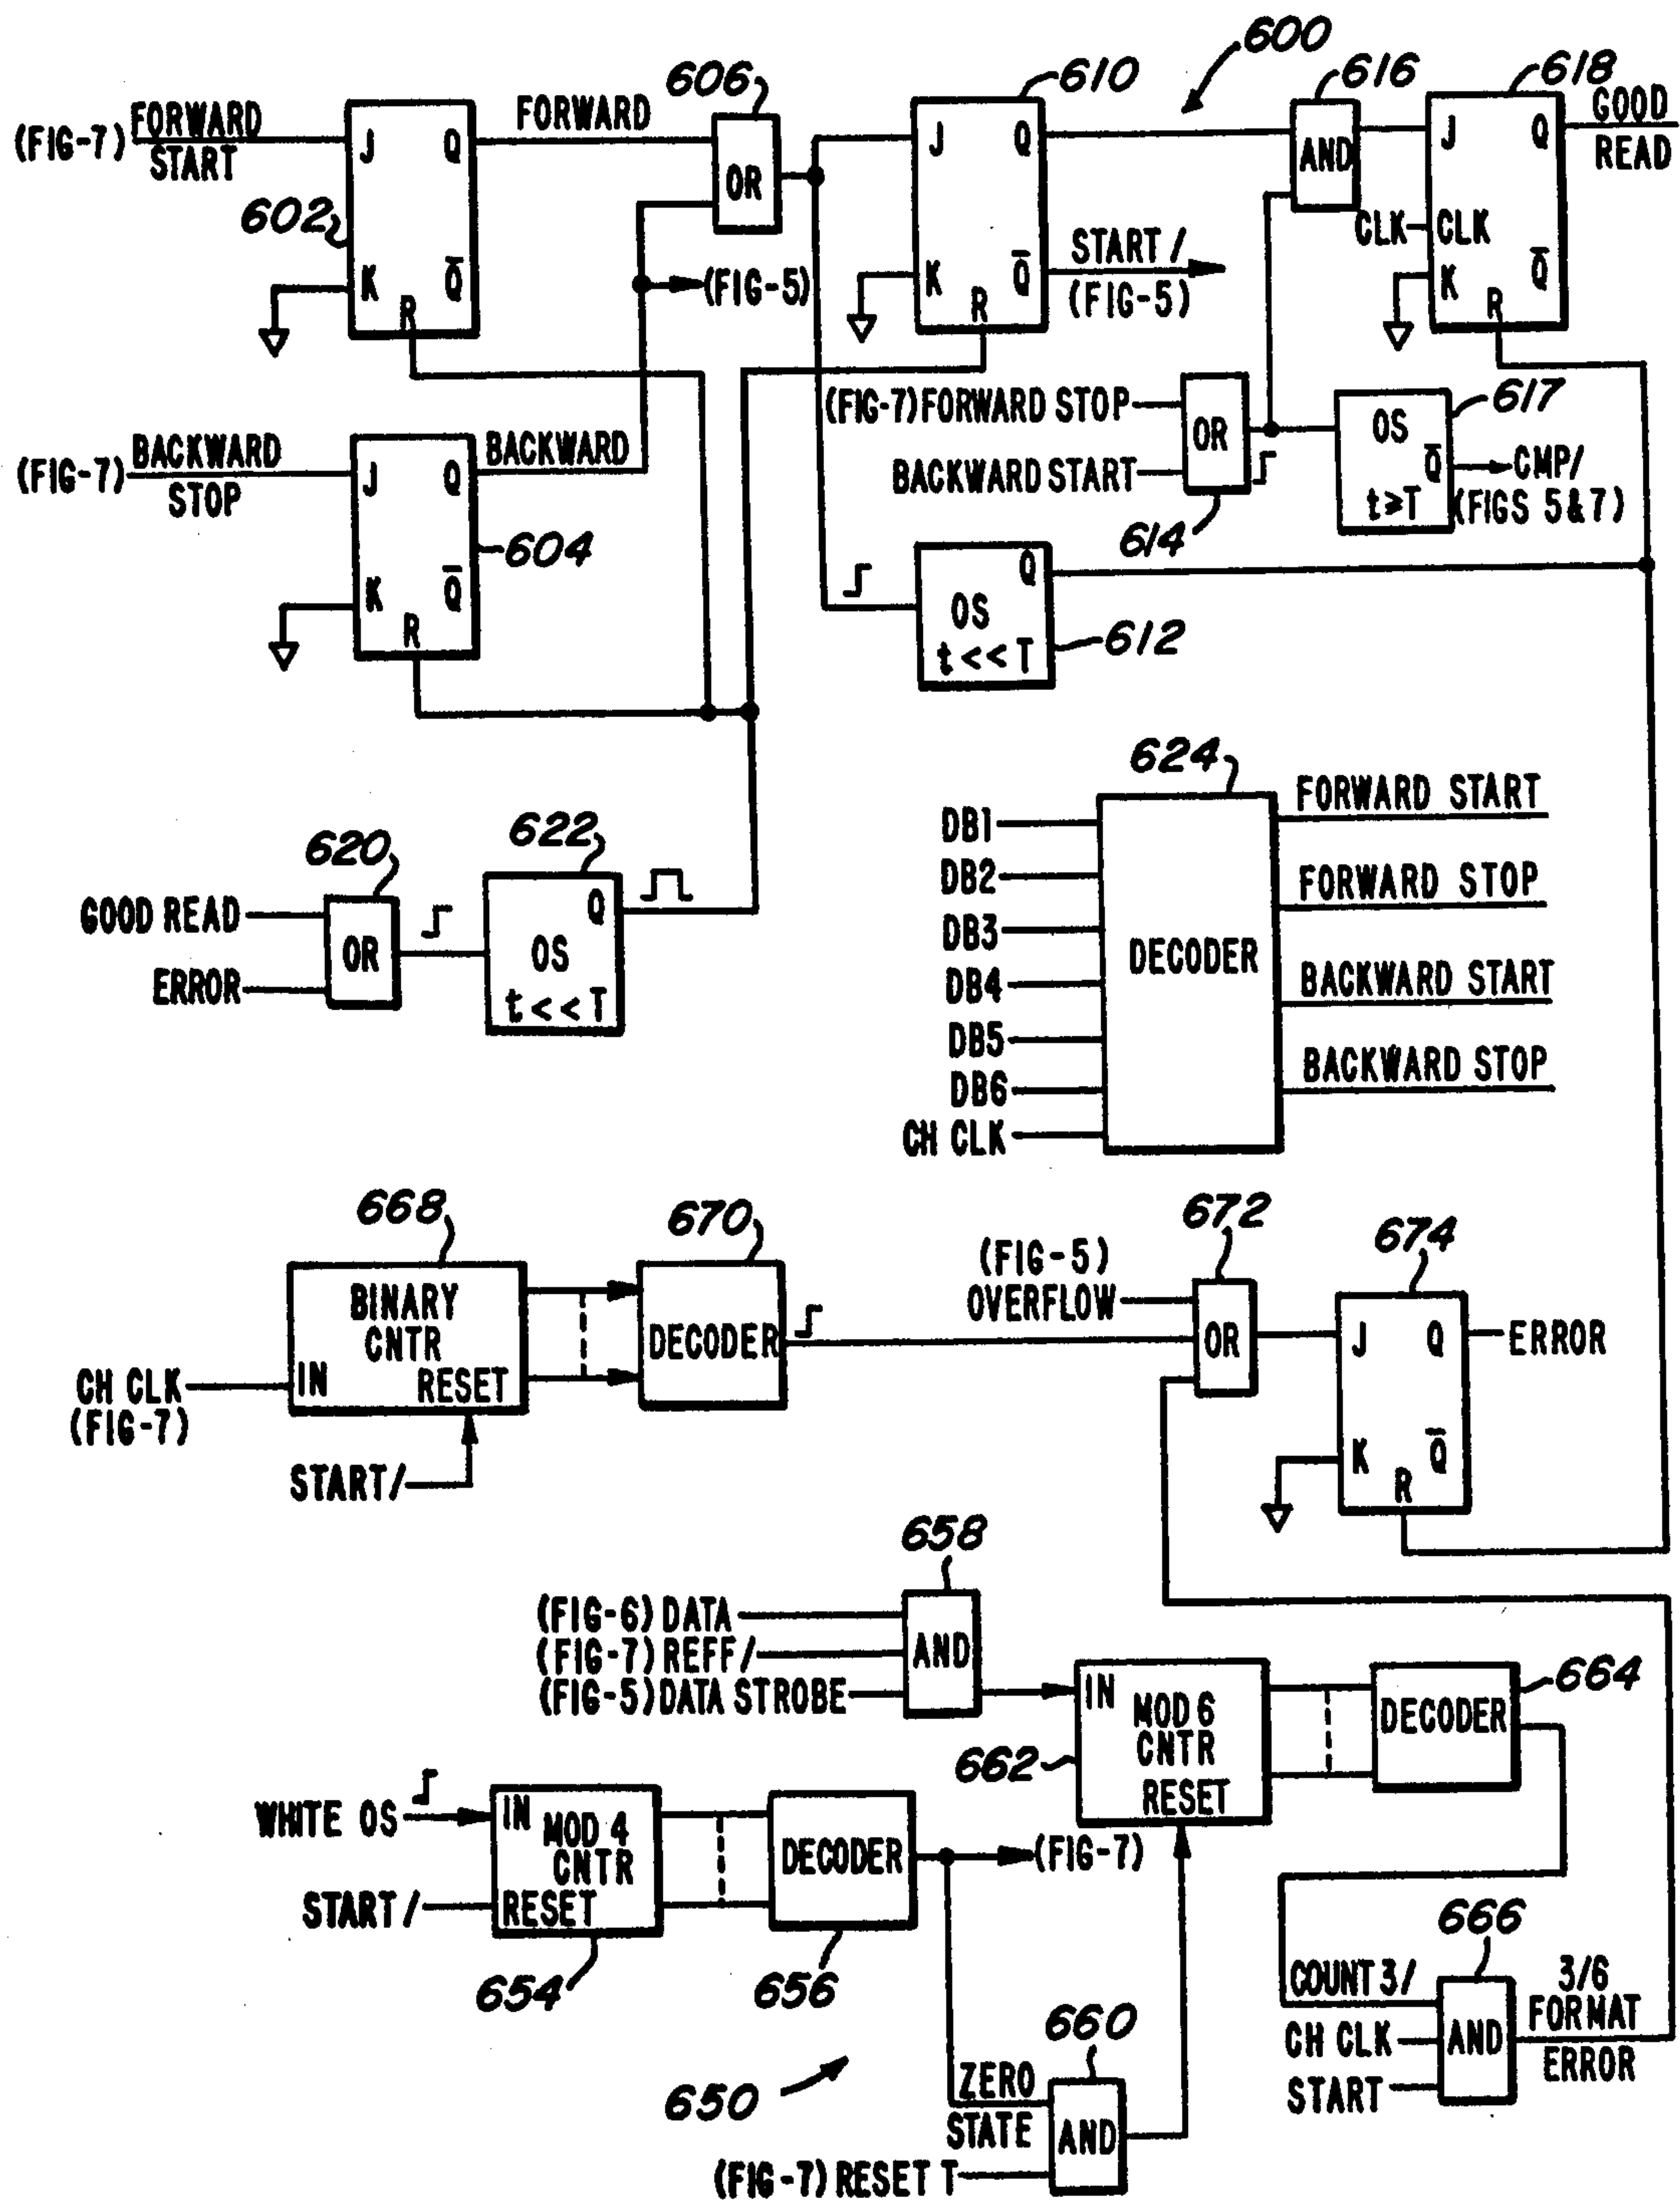 600
606
610
616
618
(FIG-7) FORWARD START
J Q
FORWARD
602
K Q̄
R
OR
J Q
K Q̄
R
START/
(FIG-5)
AND
J Q
GOOD READ
CLK CLK
K Q̄
R
(FIG-5)
(FIG-7) BACKWARD STOP
J Q
BACKWARD
604
K Q̄
R
(FIG-7) FORWARD STOP
BACKWARD START
OR
614
617
OS
Q̄
t≥T
CMP/
(FIGS 5&7)
Q
OS
t<<T
612
620
GOOD READ
ERROR
OR
622
Q
OS
t<<T
624
DB1
DB2
DB3
DB4
DB5
DB6
CH CLK
DECODER
FORWARD START
FORWARD STOP
BACKWARD START
BACKWARD STOP
668
BINARY
CNTR
IN RESET
CH CLK
(FIG-7)
START/
670
DECODER
672
(FIG-5)
OVERFLOW
OR
674
J Q
ERROR
K Q̄
R
658
(FIG-6) DATA
(FIG-7) REFF/
(FIG-5) DATA STROBE
AND
IN
MOD 6
CNTR
RESET
662
664
DECODER
WHITE OS
IN
MOD 4
CNTR
RESET
START/
654
DECODER
656
(FIG-7)
666
COUNT 3/
CH CLK
START
AND
3/6
FORMAT
ERROR
650
660
ZERO
STATE
AND
(FIG-7) RESET T